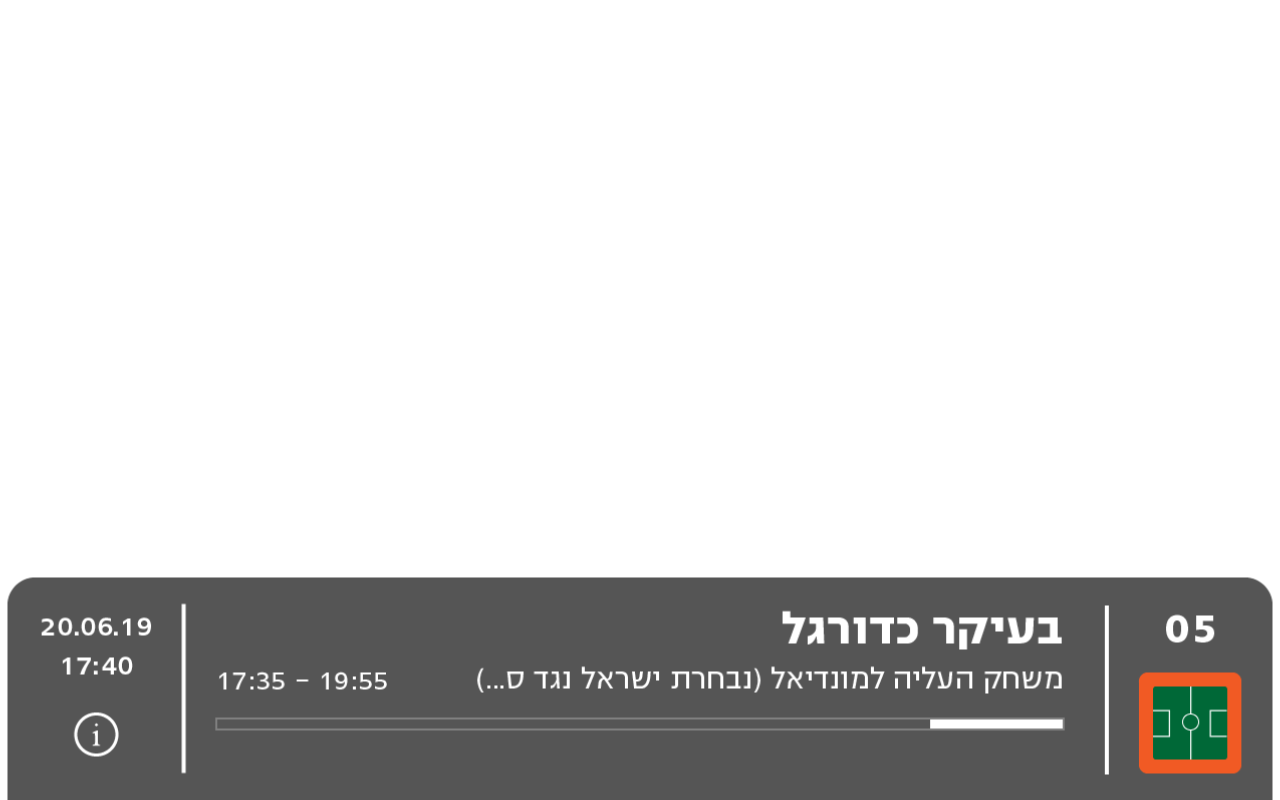 05
בעיקר כדורגל
משחק העליה למונדיאל (נבחרת ישראל נגד ס...)
17:35 – 19:55
20.06.19
17:40
i